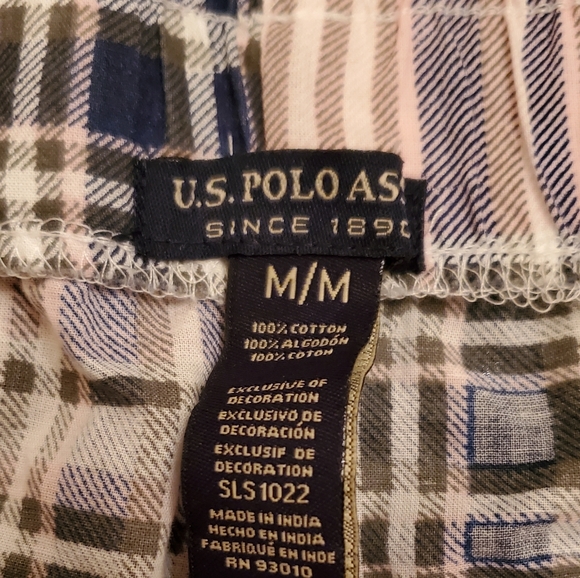 U.S. POLO AS
SINCE 189
M/M
100% COTTON
100% ALGODÓN
100% COTON
EXCLUSIVE OF
DECORATION
EXCLUSIVO DE
DECORACIÓN
EXCLUSIF DE
DECORATION
SLS1022
MADE IN INDIA
HECHO EN INDIA
FABRIQUÉ EN INDE
RN 93010